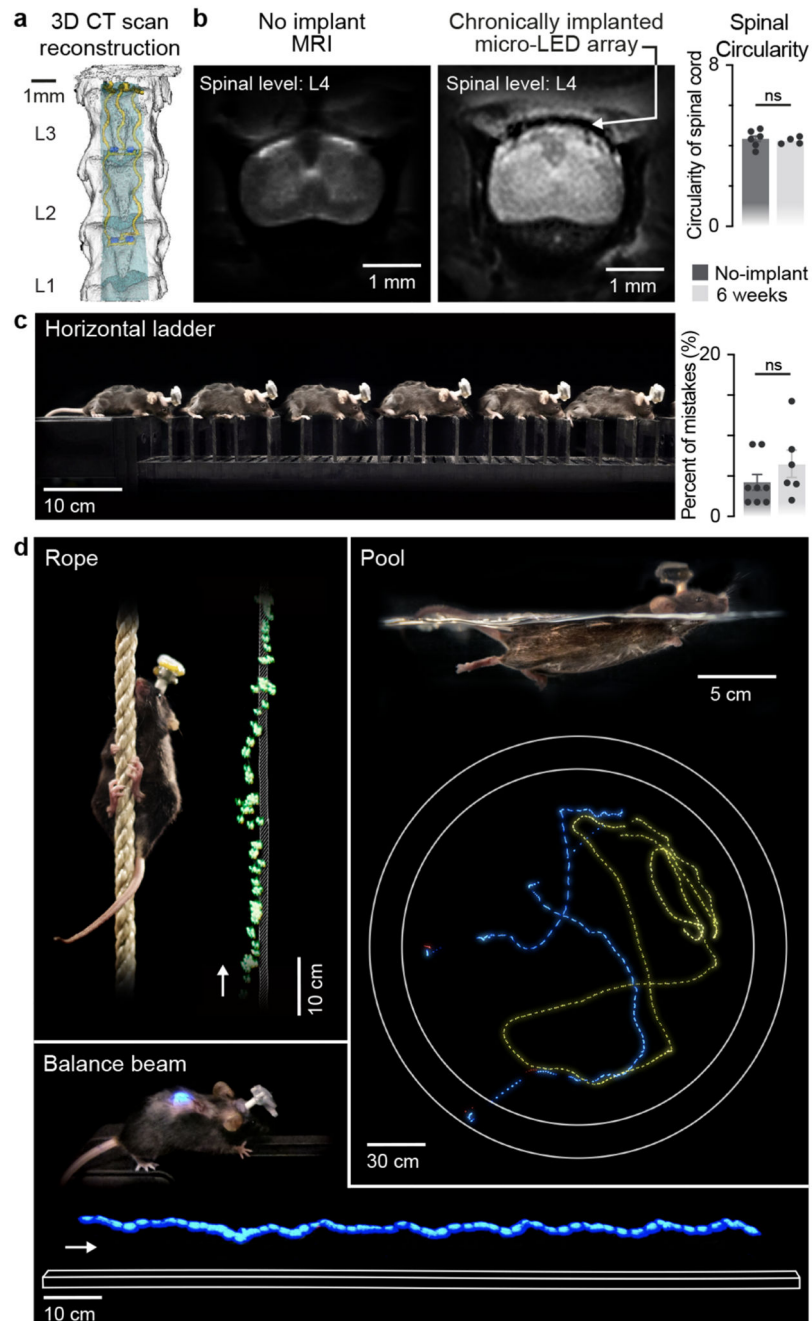 a
3D CT scan
reconstruction
1mm
L3
L2
L1
b
No implant
MRI
Spinal level: L4
1 mm
Chronically implanted
micro-LED array
Spinal level: L4
1 mm
Spinal
Circularity
Circularity of spinal cord
8
0
ns
No-implant
6 weeks
c
Horizontal ladder
10 cm
Percent of mistakes (%)
20
0
ns
d
Rope
10 cm
Pool
5 cm
30 cm
Balance beam
10 cm